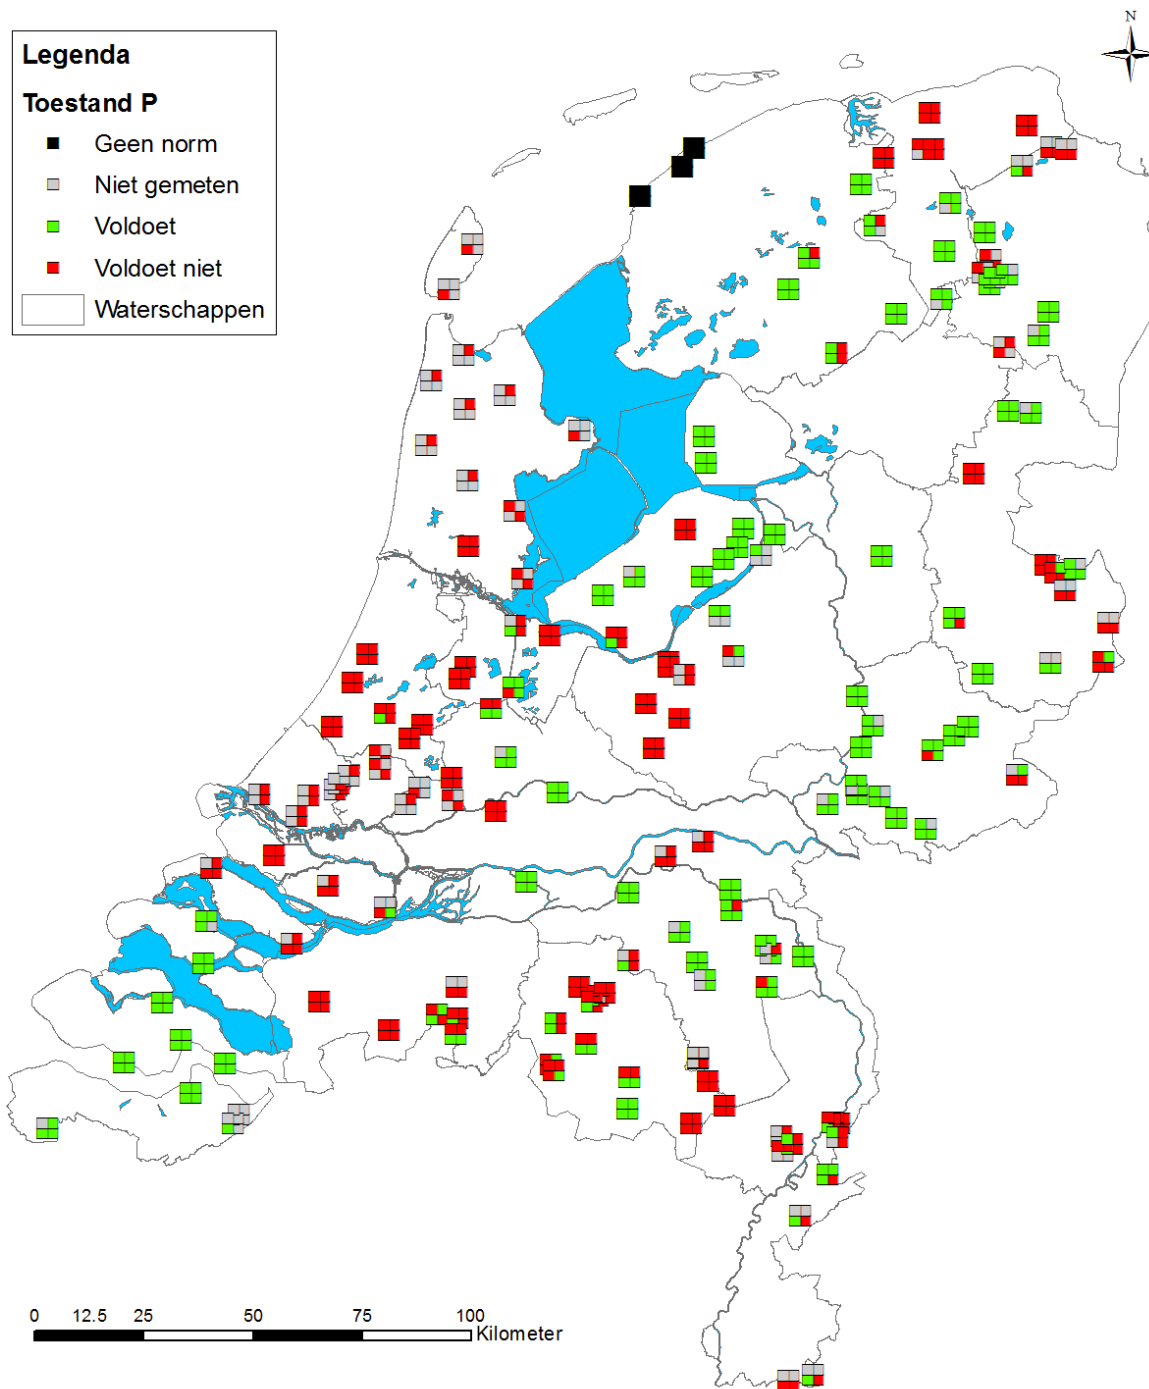 N
Legenda
Toestand P
Geen norm
Niet gemeten
Voldoet
Voldoet niet
Waterschappen
0 12.5 25 50 75 100
Kilometer